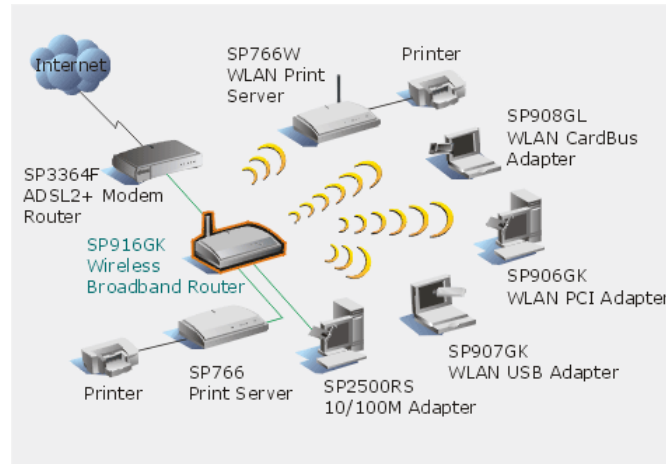 Internet
SP766W
WLAN Print
Server
Printer
SP908GL
WLAN CardBus
Adapter
SP3364F
ADSL2+ Modem
Router
SP916GK
Wireless
Broadband Router
SP906GK
WLAN PCI Adapter
SP907GK
WLAN USB Adapter
Printer
SP766
Print Server
SP2500RS
10/100M Adapter